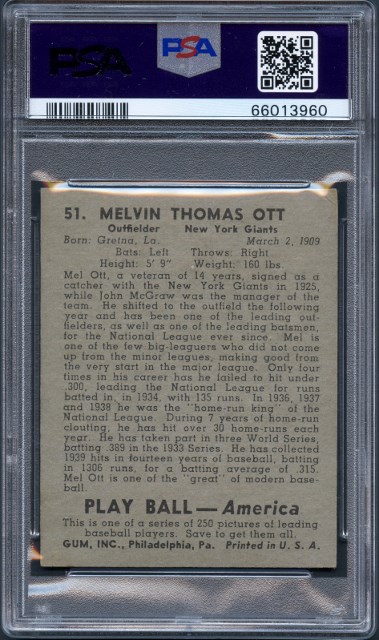 PSA
PSA
66013960
51. MELVIN THOMAS OTT
Outfielder New York Giants
Born: Gretna, La. March 2, 1909
Bats: Left Throws: Right
Height: 5' 9" Weight: 160 lbs.
Mel Ott, a veteran of 14 years, signed as a
catcher with the New York Giants in 1925,
while John McGraw was the manager of the
team. He shifted to the outfield the following
year and has been one of the leading out-
fielders, as well as one of the leading batsmen,
for the National League ever since. Mel is
one of the few big-leaguers who did not come
up from the minor leagues, making good from
the very start in the major league. Only four
times in his career has he failed to hit under
.300, leading the National League for runs
batted in, in 1934, with 135 runs. In 1936, 1937
and 1938 he was the "home-run king" of the
National League. During 7 years of home-run
clouting, he has hit over 30 home-runs each
year. He has taken part in three World Series,
batting .389 in the 1933 Series. He has collected
1939 hits in fourteen years of baseball, batting
in 1306 runs, for a batting average of .315.
Mel is one of the "great" of modern base-
ball.
PLAY BALL—America
This is one of a series of 250 pictures of leading
baseball players. Save to get them all.
GUM, INC., Philadelphia, Pa. Printed in U. S. A.